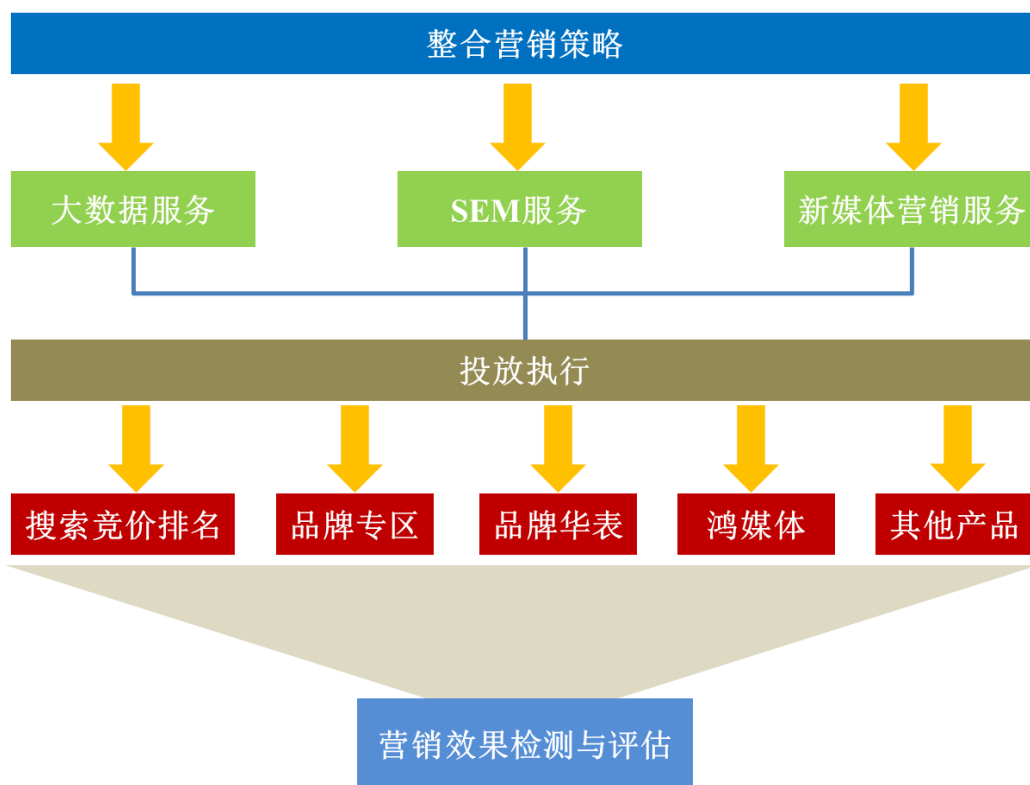 整合营销策略
大数据服务
SEM服务
新媒体营销服务
投放执行
搜索竞价排名
品牌专区
品牌华表
鸿媒体
其他产品
营销效果检测与评估